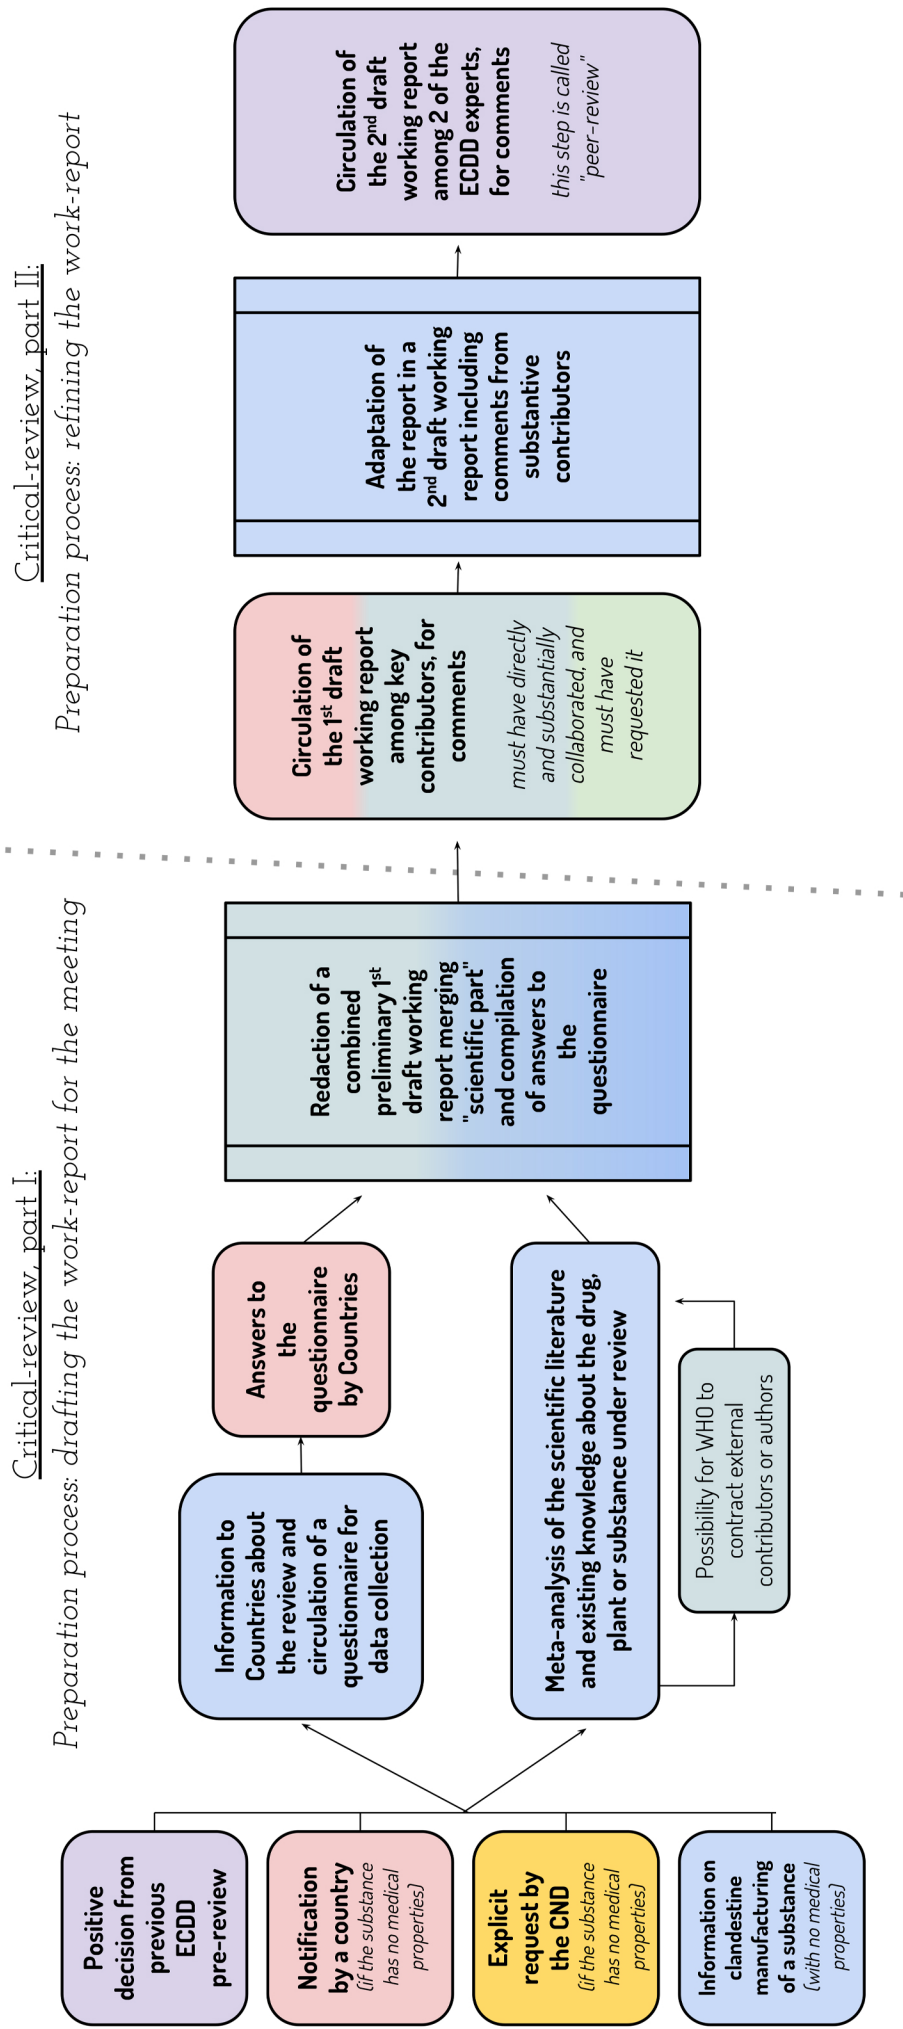 Critical-review, part I:
Preparation process: drafting the work-report for the meeting
Positive
decision from
previous
ECDD
pre-review
Notification
by a country
(if the substance
has no medical
properties)
Explicit
request by
the CND
(if the substance
has no medical
properties)
Information on
clandestine
manufacturing
of a substance
(with no medical
properties)
Information to
Countries about
the review and
circulation of a
questionnaire for
data collection
Answers to
the
questionnaire
by Countries
Meta-analysis of the scientific literature
and existing knowledge about the drug,
plant or substance under review
Possibility for WHO to
contract external
contributors or authors
Redaction of a
combined
preliminary 1st
draft working
report merging
"scientific part"
and compilation
of answers to
the
questionnaire
Critical-review, part II:
Preparation process: refining the work-report
Circulation of
the 1st draft
working report
among key
contributors, for
comments
must have directly
and substantially
collaborated, and
must have
requested it
Adaptation of
the report in a
2nd draft working
report including
comments from
substantive
contributors
Circulation of
the 2nd draft
working report
among 2 of the
ECDD experts,
for comments
this step is called
"peer-review"